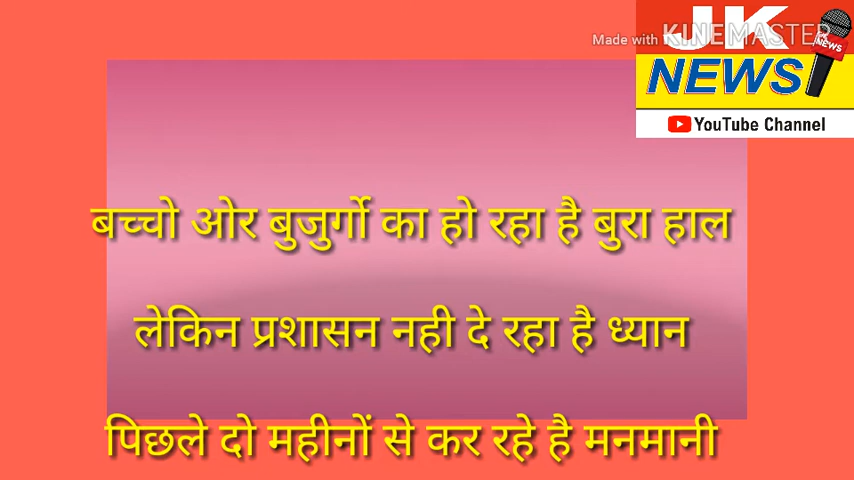 Made with KINEMASTER
JK
NEWS
NEWS
YouTube Channel
बच्चो ओर बुजुर्गो का हो रहा है बुरा हाल
लेकिन प्रशासन नही दे रहा है ध्यान
पिछले दो महीनों से कर रहे है मनमानी